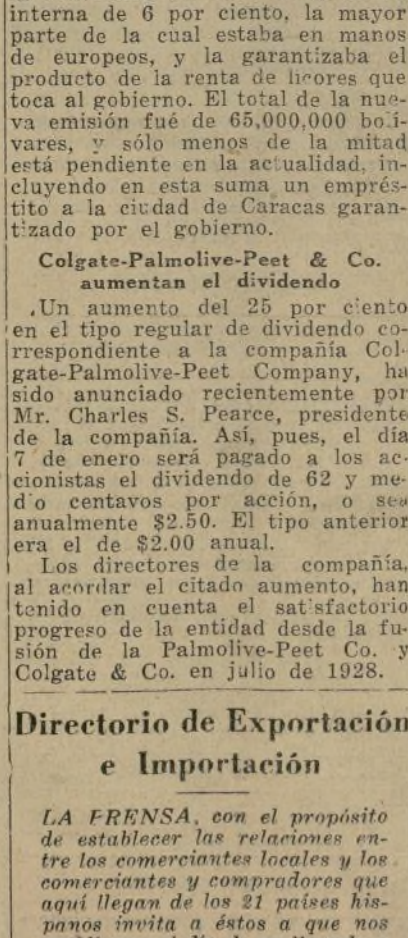 interna de 6 por ciento, la mayor
parte de la cual estaba en manos
de europeos, y la garantizaba el
producto de la renta de licores que
toca al gobierno. El total de la nue-
va emisión fué de 65,000,000 bolí-
vares, y sólo menos de la mitad
está pendiente en la actualidad, in-
cluyendo en esta suma un emprés-
tito a la ciudad de Caracas garan-
tizado por el gobierno.
Colgate-Palmolive-Peet & Co.
aumentan el dividendo
Un aumento del 25 por ciento
en el tipo regular de dividendo co-
rrespondiente a la compañía Col-
gate-Palmolive-Peet Company, ha
sido anunciado recientemente por
Mr. Charles S. Pearce, presidente
de la compañía. Así, pues, el día
7 de enero será pagado a los ac-
cionistas el dividendo de 62 y me-
dio centavos por acción, o sea
anualmente $2.50. El tipo anterior
era el de $2.00 anual.
Los directores de la compañía,
al acordar el citado aumento, han
tenido en cuenta el satisfactorio
progreso de la entidad desde la fu-
sión de la Palmolive-Peet Co. y
Colgate & Co. en julio de 1928.
Directorio de Exportación
e Importación
LA PRENSA, con el propósito
de establecer las relaciones en-
tre los comerciantes locales y los
comerciantes y compradores que
aquí llegan de los 21 países his-
panos invita a éstos a que nos